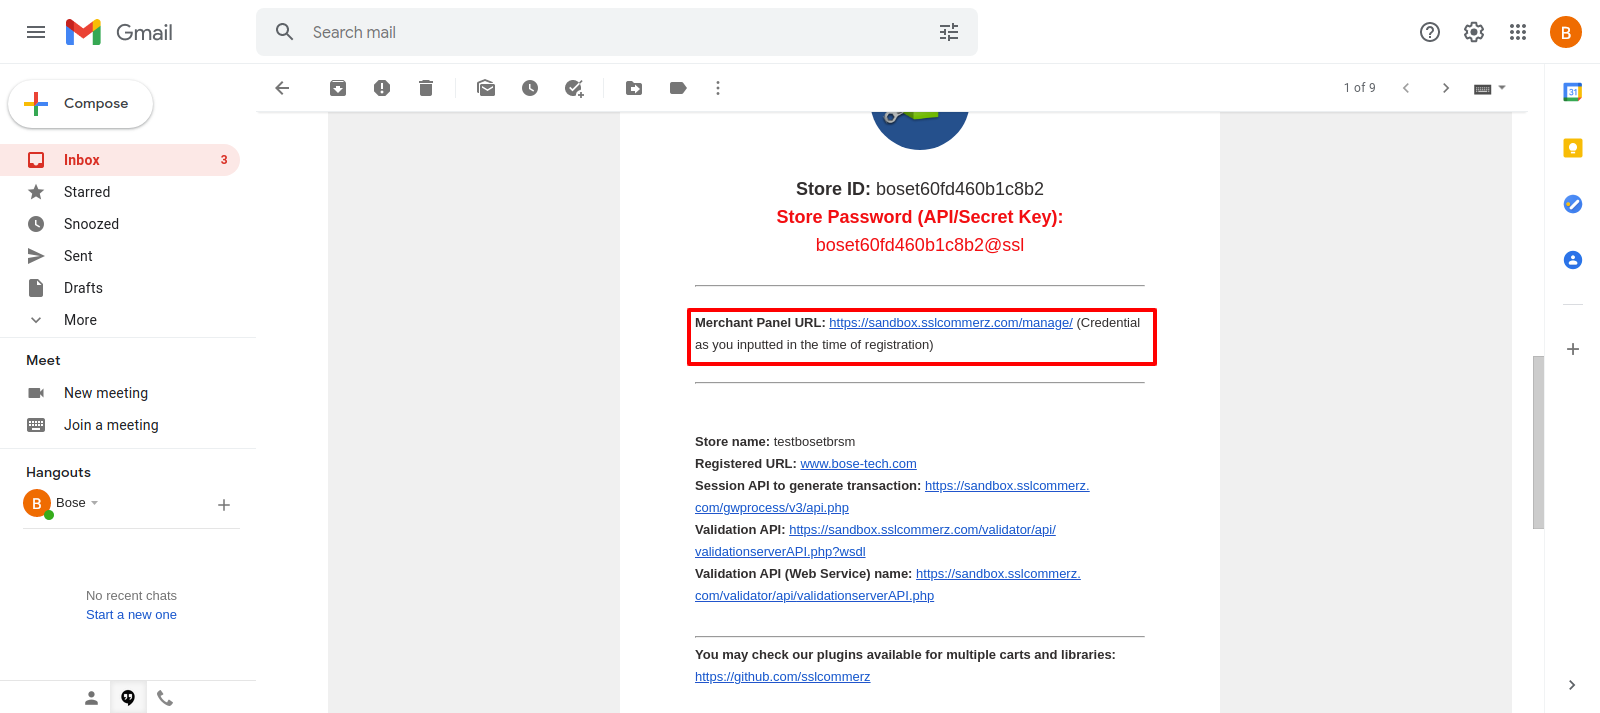 Gmail
Search mail
B
Compose
1 of 9
31
Inbox 3
Starred
Snoozed
Sent
Drafts
More
Meet
New meeting
Join a meeting
Hangouts
B Bose
No recent chats
Start a new one
Store ID: boset60fd460b1c8b2
Store Password (API/Secret Key):
boset60fd460b1c8b2@ssl
Merchant Panel URL: https://sandbox.sslcommerz.com/manage/ (Credential
as you inputted in the time of registration)
Store name: testbosetbrsm
Registered URL: www.bose-tech.com
Session API to generate transaction: https://sandbox.sslcommerz.
com/gwprocess/v3/api.php
Validation API: https://sandbox.sslcommerz.com/validator/api/
validationserverAPI.php?wsdl
Validation API (Web Service) name: https://sandbox.sslcommerz.
com/validator/api/validationserverAPI.php
You may check our plugins available for multiple carts and libraries:
https://github.com/sslcommerz